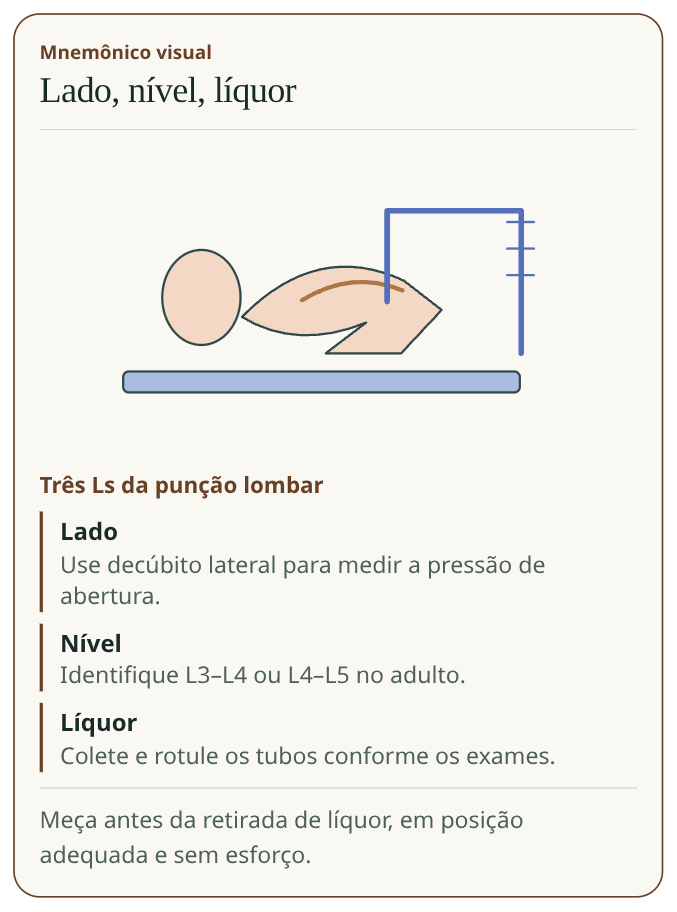 Mnemônico visual
Lado, nível, líquor
Três Ls da punção lombar
Lado
Use decúbito lateral para medir a pressão de
abertura.
Nível
Identifique L3–L4 ou L4–L5 no adulto.
Líquor
Colete e rotule os tubos conforme os exames.
Meça antes da retirada de líquor, em posição
adequada e sem esforço.